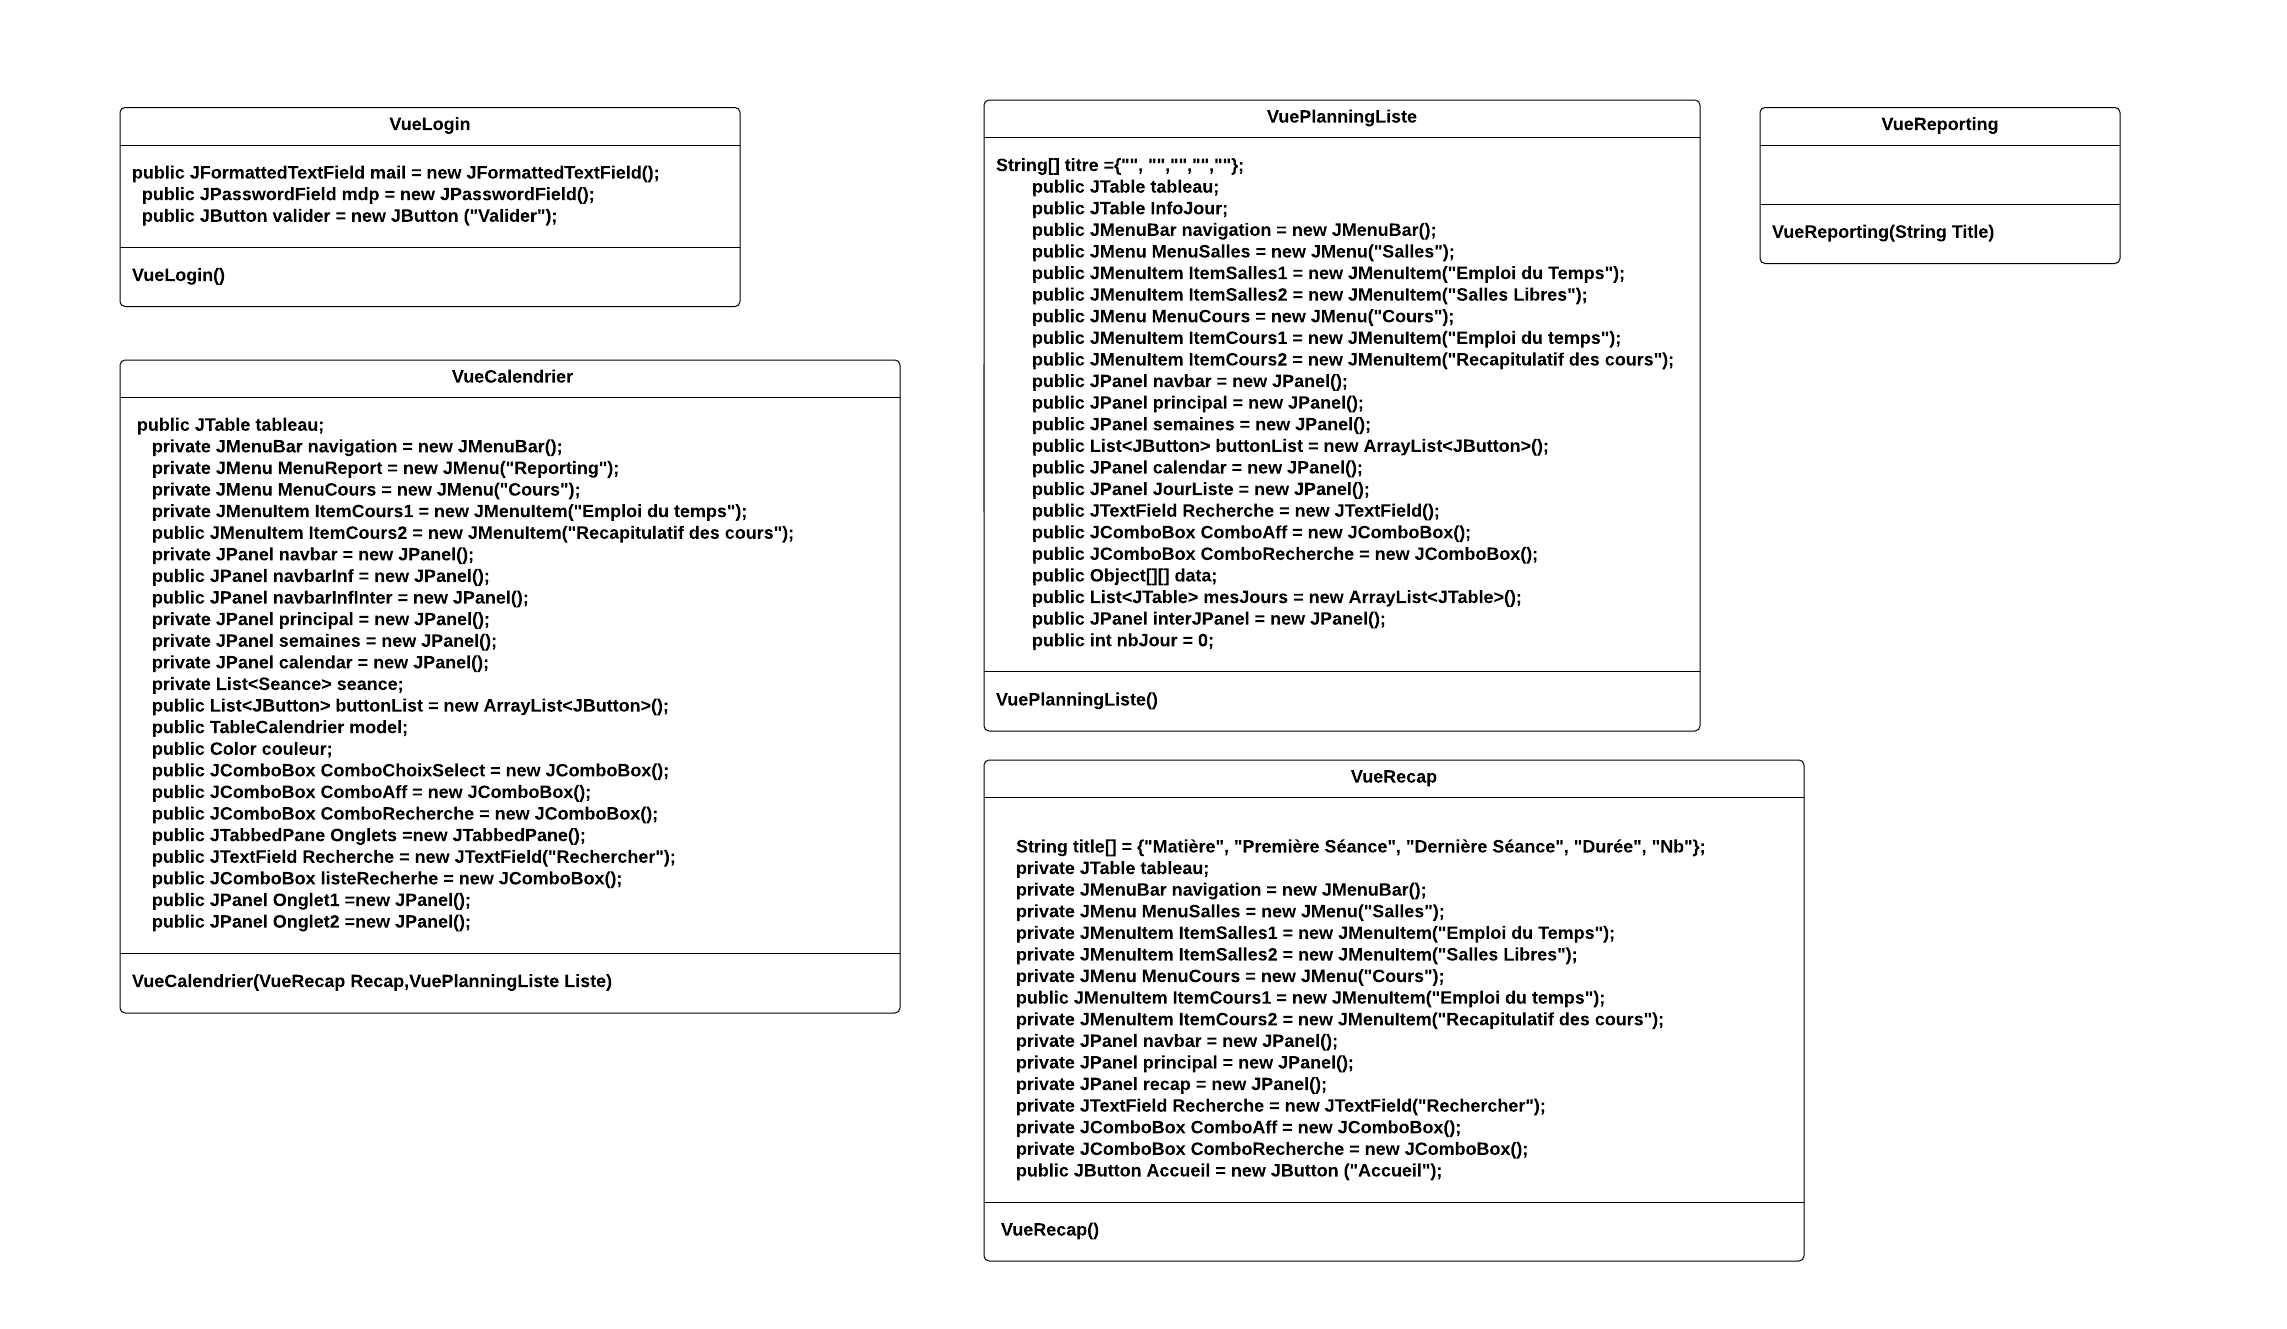 VueLogin
public JFormattedTextField mail = new JFormattedTextField();
public JPasswordField mdp = new JPasswordField();
public JButton valider = new JButton ("Valider");
VueLogin()
VueCalendrier
public JTable tableau;
private JMenuBar navigation = new JMenuBar();
private JMenu MenuReport = new JMenu("Reporting");
private JMenu MenuCours = new JMenu("Cours");
private JMenuItem ItemCours1 = new JMenuItem("Emploi du temps");
public JMenuItem ItemCours2 = new JMenuItem("Recapitulatif des cours");
private JPanel navbar = new JPanel();
public JPanel navbarInf = new JPanel();
public JPanel navbarInfInter = new JPanel();
private JPanel principal = new JPanel();
private JPanel semaines = new JPanel();
private JPanel calendar = new JPanel();
private List<Seance> seance;
public List<JButton> buttonList = new ArrayList<JButton>();
public TableCalendrier model;
public Color couleur;
public JComboBox ComboChoixSelect = new JComboBox();
public JComboBox ComboAff = new JComboBox();
public JComboBox ComboRecherche = new JComboBox();
public JTabbedPane Onglets =new JTabbedPane();
public JTextField Recherche = new JTextField("Rechercher");
public JComboBox listeRecherhe = new JComboBox();
public JPanel Onglet1 =new JPanel();
public JPanel Onglet2 =new JPanel();
VueCalendrier(VueRecap Recap,VuePlanningListe Liste)
VuePlanningListe
String[] titre ={"", "","","",""};
public JTable tableau;
public JTable InfoJour;
public JMenuBar navigation = new JMenuBar();
public JMenu MenuSalles = new JMenu("Salles");
public JMenuItem ItemSalles1 = new JMenuItem("Emploi du Temps");
public JMenuItem ItemSalles2 = new JMenuItem("Salles Libres");
public JMenu MenuCours = new JMenu("Cours");
public JMenuItem ItemCours1 = new JMenuItem("Emploi du temps");
public JMenuItem ItemCours2 = new JMenuItem("Recapitulatif des cours");
public JPanel navbar = new JPanel();
public JPanel principal = new JPanel();
public JPanel semaines = new JPanel();
public List<JButton> buttonList = new ArrayList<JButton>();
public JPanel calendar = new JPanel();
public JPanel JourListe = new JPanel();
public JTextField Recherche = new JTextField();
public JComboBox ComboAff = new JComboBox();
public JComboBox ComboRecherche = new JComboBox();
public Object[][] data;
public List<JTable> mesJours = new ArrayList<JTable>();
public JPanel interJPanel = new JPanel();
public int nbJour = 0;
VuePlanningListe()
VueRecap
String title[] = {"Matière", "Première Séance", "Dernière Séance", "Durée", "Nb"};
private JTable tableau;
private JMenuBar navigation = new JMenuBar();
private JMenu MenuSalles = new JMenu("Salles");
private JMenuItem ItemSalles1 = new JMenuItem("Emploi du Temps");
private JMenuItem ItemSalles2 = new JMenuItem("Salles Libres");
private JMenu MenuCours = new JMenu("Cours");
public JMenuItem ItemCours1 = new JMenuItem("Emploi du temps");
private JMenuItem ItemCours2 = new JMenuItem("Recapitulatif des cours");
private JPanel navbar = new JPanel();
private JPanel principal = new JPanel();
private JPanel recap = new JPanel();
private JTextField Recherche = new JTextField("Rechercher");
private JComboBox ComboAff = new JComboBox();
private JComboBox ComboRecherche = new JComboBox();
public JButton Accueil = new JButton ("Accueil");
VueRecap()
VueReporting
VueReporting(String Title)